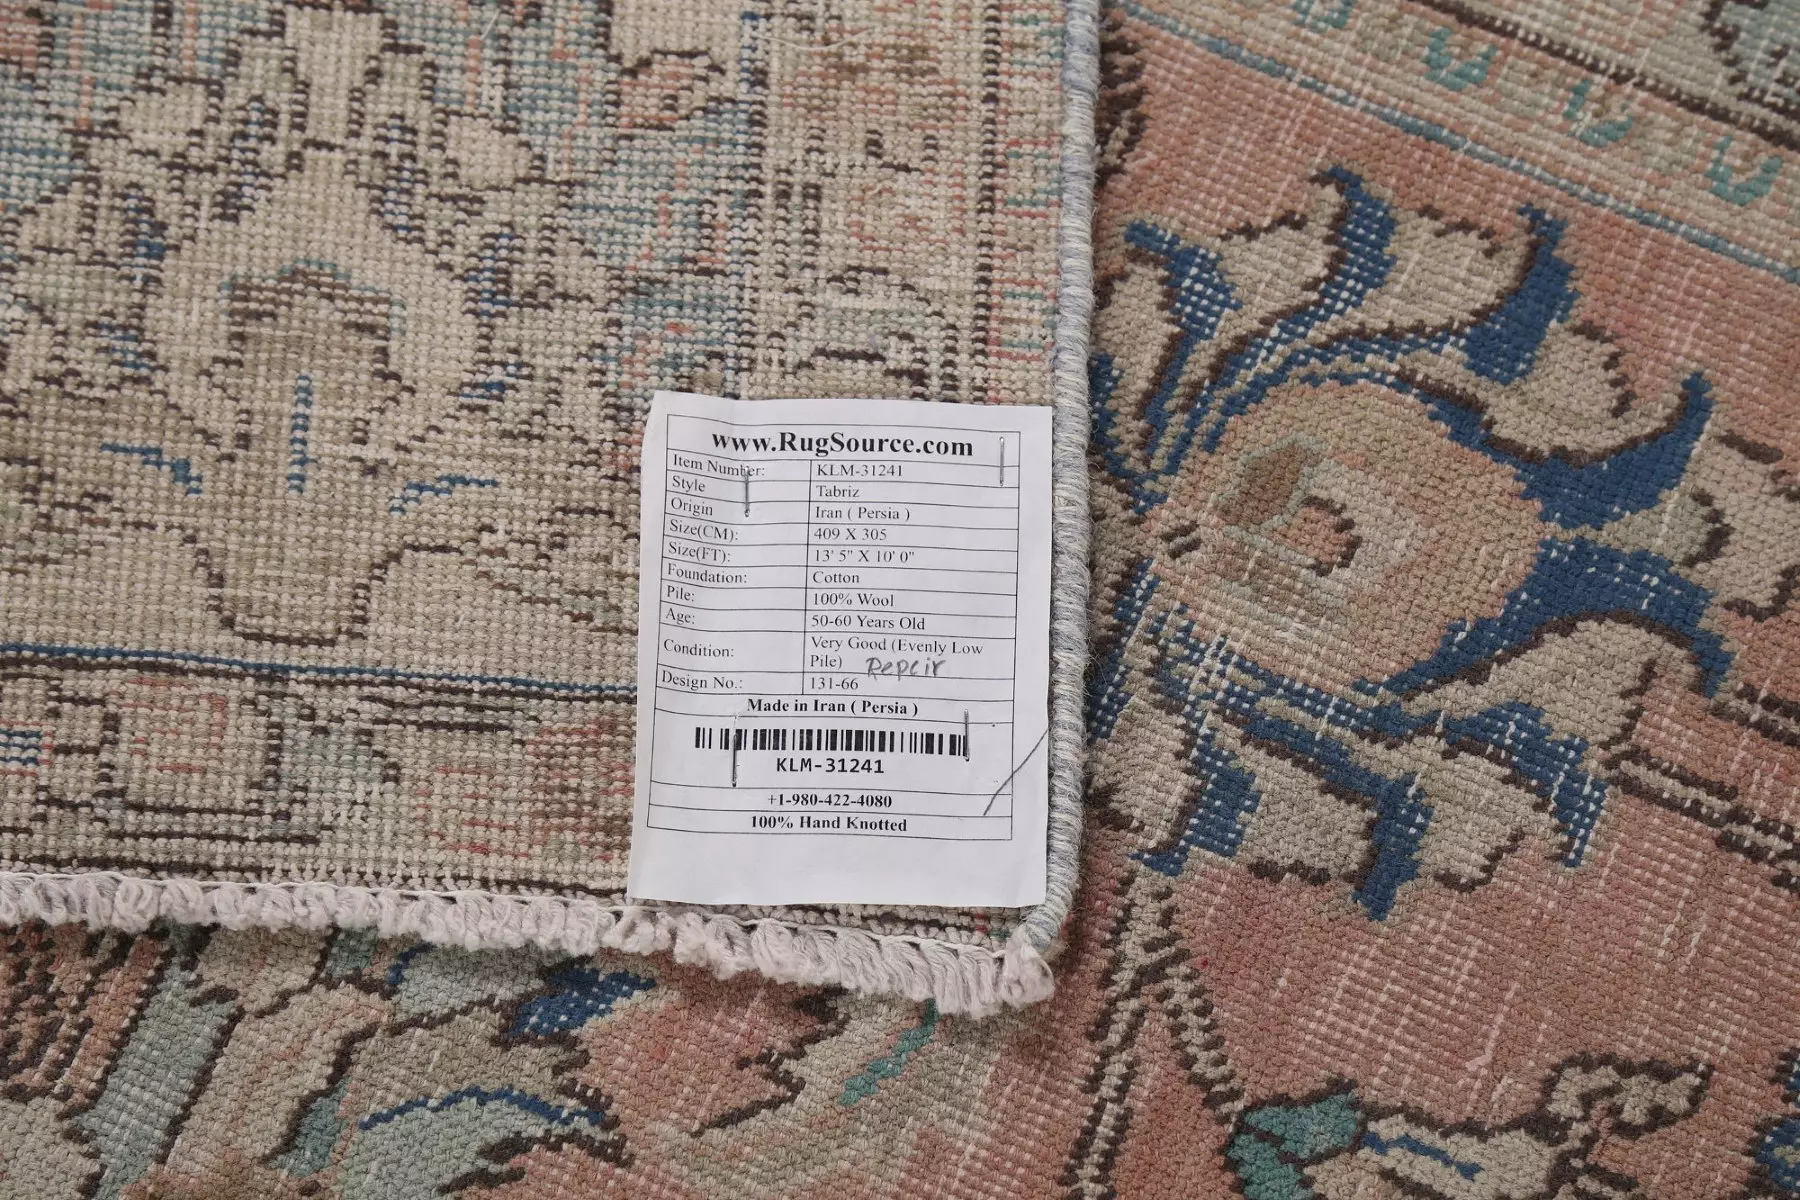 www.RugSource.com
Item Number: KLM-31241
Style Tabriz
Origin Iran ( Persia )
Size(CM): 409 X 305
Size(FT): 13' 5" X 10' 0"
Foundation: Cotton
Pile: 100% Wool
Age: 50-60 Years Old
Condition: Very Good (Evenly Low
Pile) Repeir
Design No.: 131-66
Made in Iran ( Persia )
KLM-31241
+1-980-422-4080
100% Hand Knotted